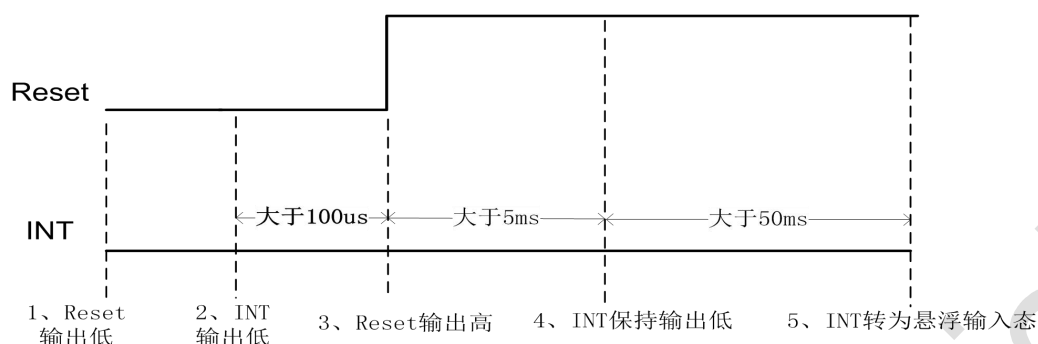 Reset
大于100us
大于5ms
大于50ms
INT
1、Reset
输出低
2、INT
输出低
3、Reset输出高
4、INT保持输出低
5、INT转为悬浮输入态